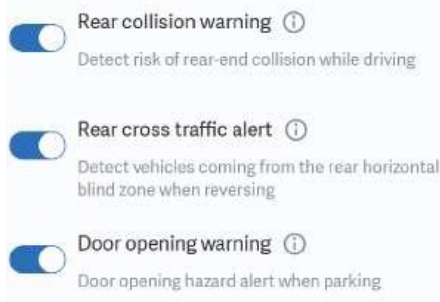 Rear collision warning
Detect risk of rear-end collision while driving
Rear cross traffic alert
Detect vehicles coming from the rear horizontal
blind zone when reversing
Door opening warning
Door opening hazard alert when parking